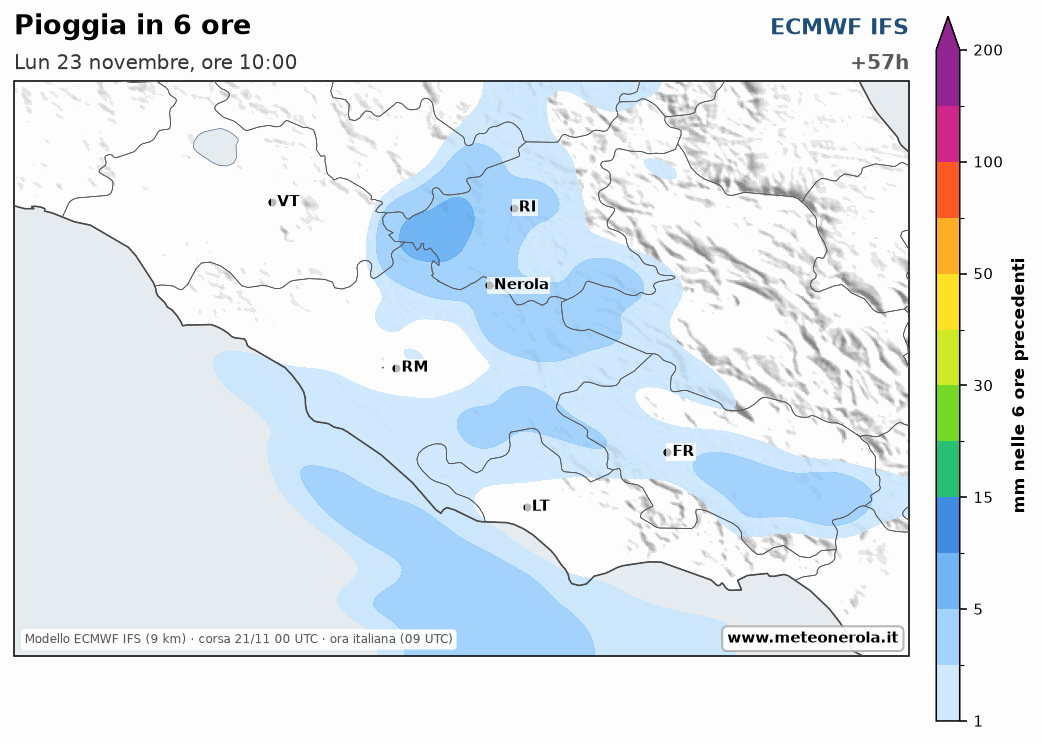 Pioggia in 6 ore
ECMWF IFS
Lun 23 novembre, ore 10:00
+57h
200
100
50
30
15
5
1
mm nelle 6 ore precedenti
VT
RI
Nerola
RM
FR
LT
Modello ECMWF IFS (9 km) · corsa 21/11 00 UTC · ora italiana (09 UTC)
www.meteonerola.it